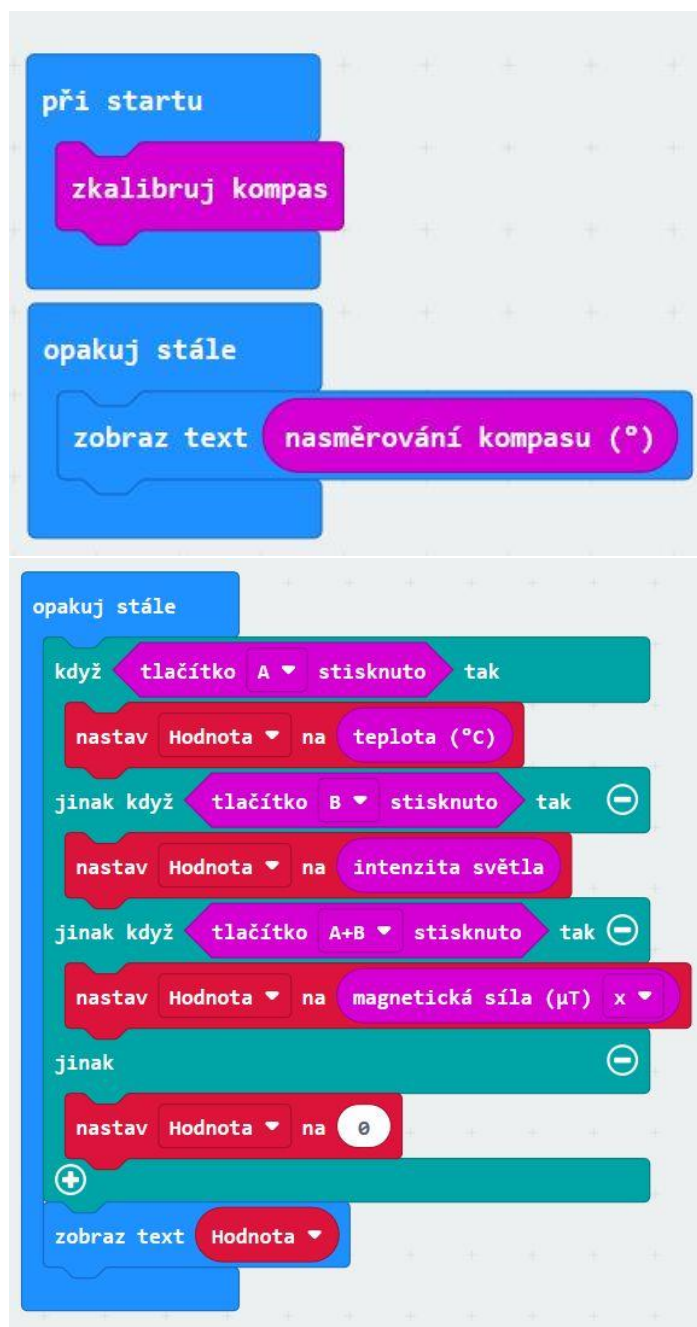 při startu
zkalibruj kompas
opakuj stále
zobraz text nasměrování kompasu (°)
opakuj stále
když tlačítko A stisknuto tak
nastav Hodnota na teplota (°C)
jinak když tlačítko B stisknuto tak
nastav Hodnota na intenzita světla
jinak když tlačítko A+B stisknuto tak
nastav Hodnota na magnetická síla (µT) x
jinak
nastav Hodnota na 0
zobraz text Hodnota